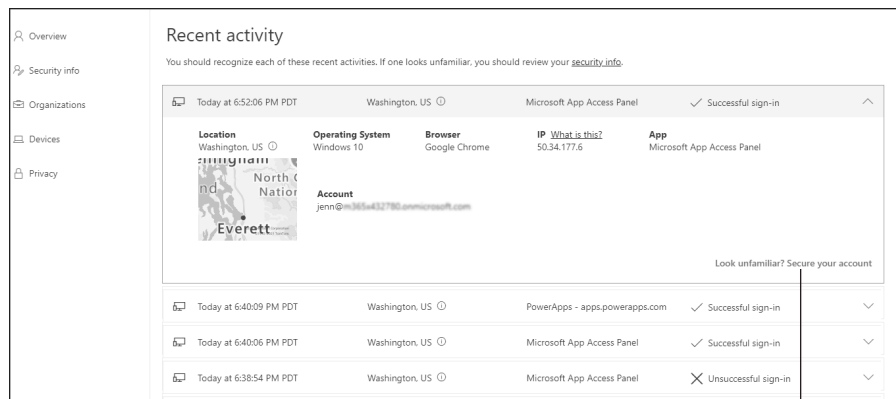 Overview
Security info
Organizations
Devices
Privacy
Recent activity
You should recognize each of these recent activities. If one looks unfamiliar, you should review your security info.
Today at 6:52:06 PM PDT Washington, US Microsoft App Access Panel Successful sign-in
Location Operating System Browser IP What is this? App
Washington, US Windows 10 Google Chrome 50.34.177.6 Microsoft App Access Panel
North
Nation
Everett
Account
jenn@
Look unfamiliar? Secure your account
Today at 6:40:09 PM PDT Washington, US PowerApps - apps.powerapps.com Successful sign-in
Today at 6:40:06 PM PDT Washington, US Microsoft App Access Panel Successful sign-in
Today at 6:38:54 PM PDT Washington, US Microsoft App Access Panel Unsuccessful sign-in